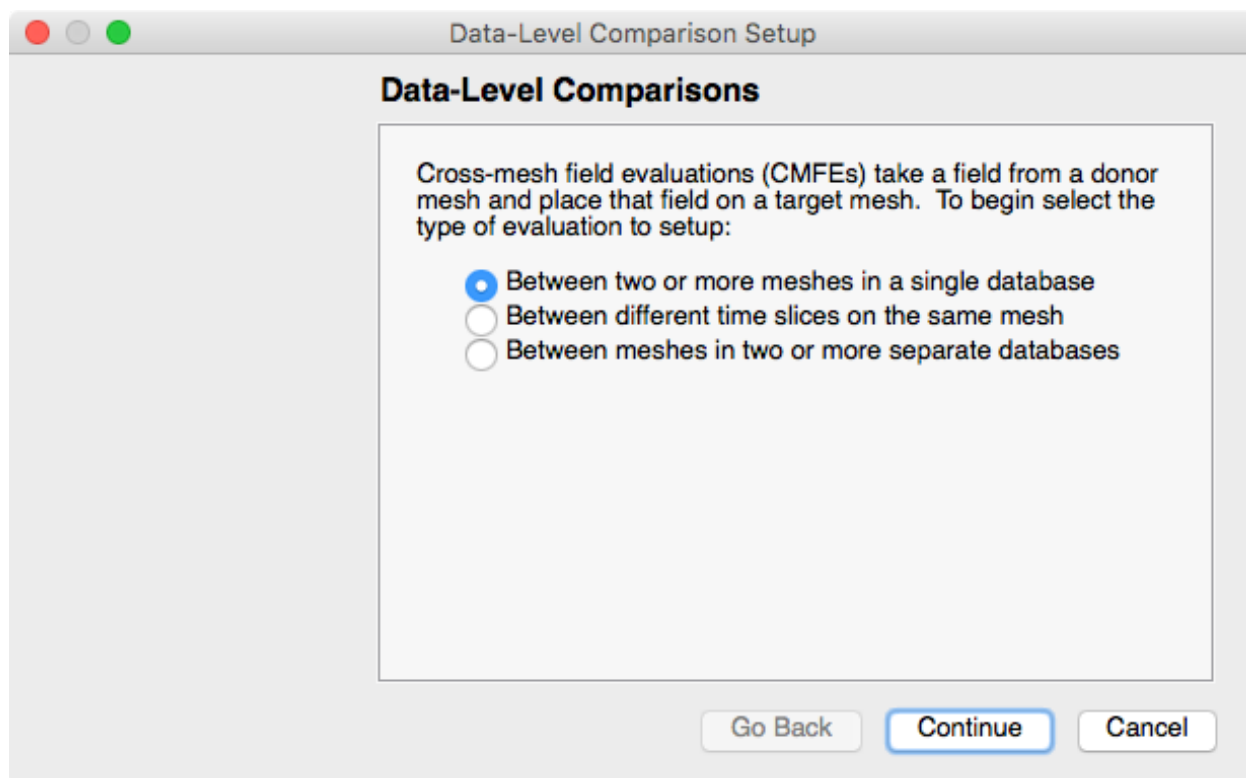 Data-Level Comparison Setup
Data-Level Comparisons
Cross-mesh field evaluations (CMFEs) take a field from a donor
mesh and place that field on a target mesh.  To begin select the
type of evaluation to setup:
Between two or more meshes in a single database
Between different time slices on the same mesh
Between meshes in two or more separate databases
Go Back Continue Cancel